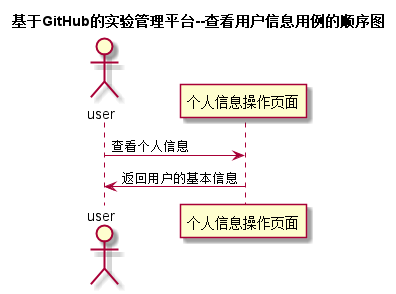 基于GitHub的实验管理平台--查看用户信息用例的顺序图
user
个人信息操作页面
查看个人信息
返回用户的基本信息
user
个人信息操作页面